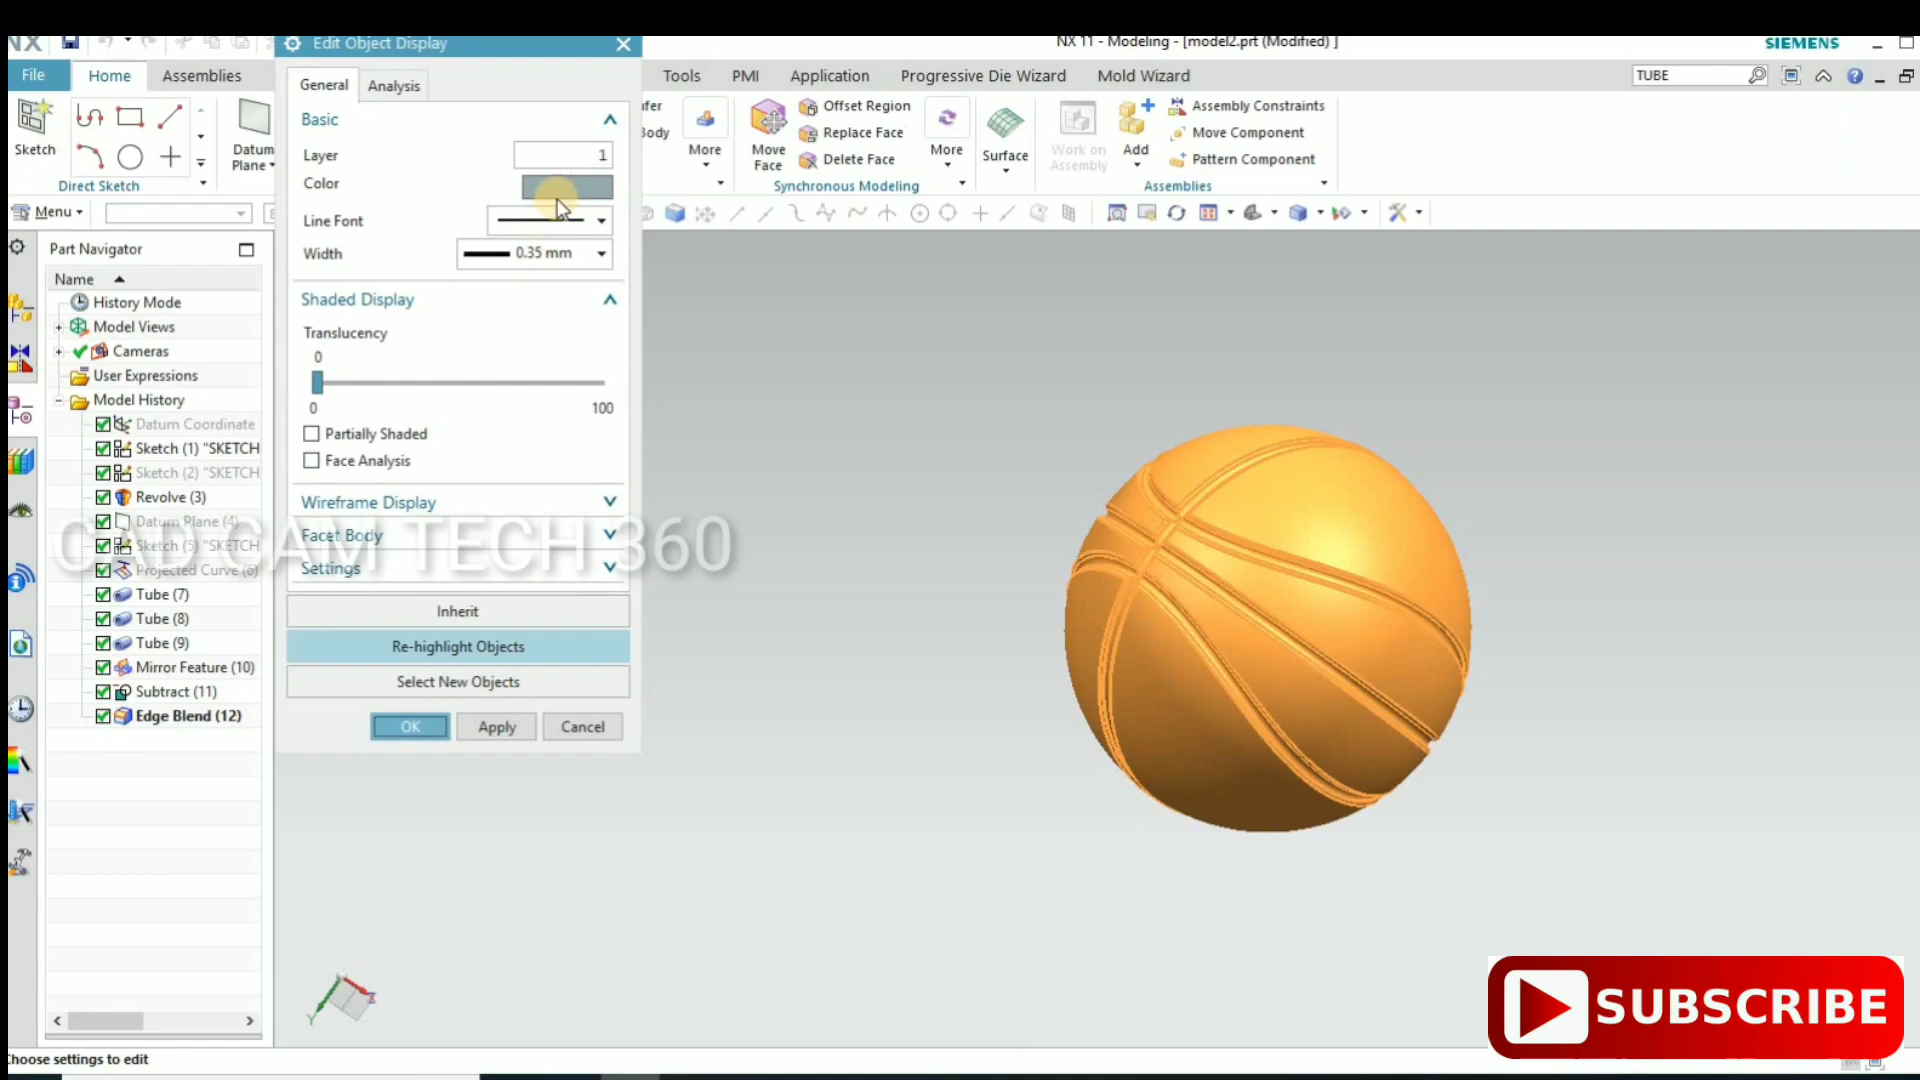 NX
Edit Object Display
NX 11 - Modeling - [model2.prt (Modified) ]
SIEMENS
File
Home
Assemblies
Tools
PMI
Application
Progressive Die Wizard
Mold Wizard
TUBE
General
Analysis
Sketch
Direct Sketch
Datum
Plane
Basic
Layer
1
Color
Line Font
Width
0.35 mm
Shaded Display
Translucency
0
0
100
Partially Shaded
Face Analysis
Wireframe Display
Facet Body
Settings
Inherit
Re-highlight Objects
Select New Objects
OK
Apply
Cancel
ody
More
Move
Face
Offset Region
Replace Face
Delete Face
More
Synchronous Modeling
Surface
Work on
Assembly
Add
Assembly Constraints
Move Component
Pattern Component
Assemblies
Menu
Part Navigator
Name
History Mode
Model Views
Cameras
User Expressions
Model History
Datum Coordinate
Sketch (1) "SKETCH
Sketch (2) "SKETCH
Revolve (3)
Datum Plane (4)
Sketch (5) "SKETCH
Projected Curve (6)
Tube (7)
Tube (8)
Tube (9)
Mirror Feature (10)
Subtract (11)
Edge Blend (12)
CAD CAM TECH 360
Y
SUBSCRIBE
Choose settings to edit